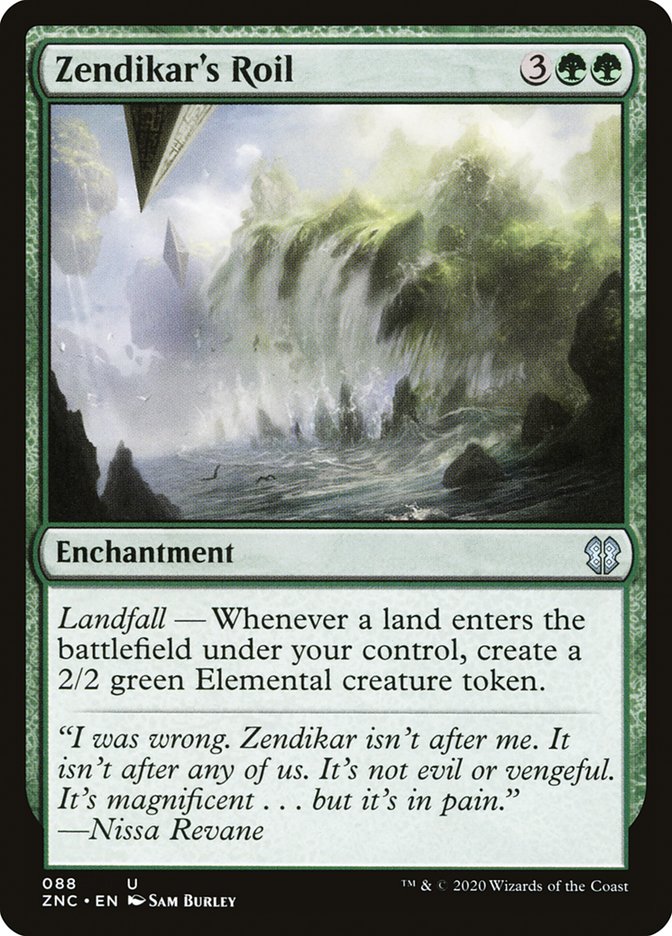 Zendikar's Roil 3
Enchantment
Landfall — Whenever a land enters the
battlefield under your control, create a
2/2 green Elemental creature token.
“I was wrong. Zendikar isn't after me. It
isn't after any of us. It's not evil or vengeful.
It's magnificent . . . but it's in pain.”
—Nissa Revane
088 U
ZNC • EN Sam Burley
™ & © 2020 Wizards of the Coast